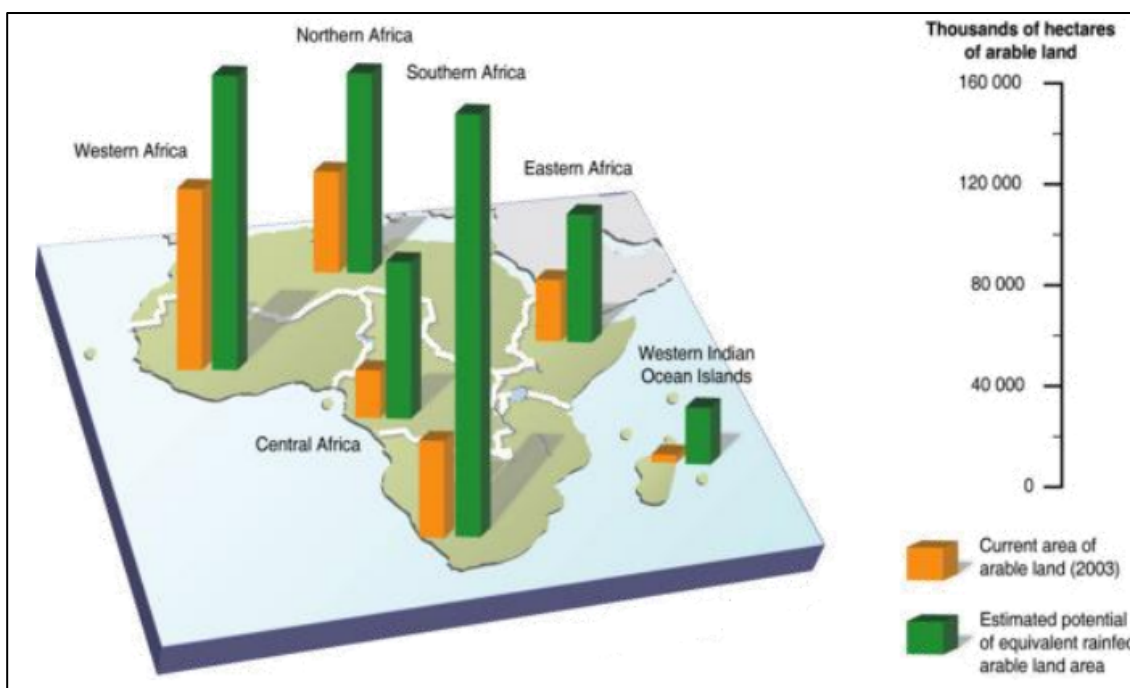 Northern Africa
Southern Africa
Western Africa
Eastern Africa
Western Indian
Ocean Islands
Central Africa
Thousands of hectares
of arable land
160 000
120 000
80 000
40 000
0
Current area of
arable land (2003)
Estimated potential
of equivalent rainfed
arable land area